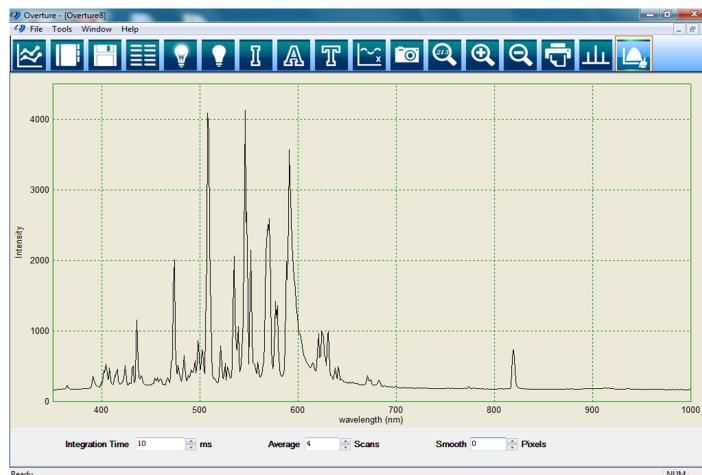 Overture - [Overture8]
File Tools Window Help
I A T x 213
Intensity
4000
3000
2000
1000
0
400 500 600 700 800 900 1000
wavelength (nm)
Integration Time 10 ms Average 4 Scans Smooth 0 Pixels
Ready NUM